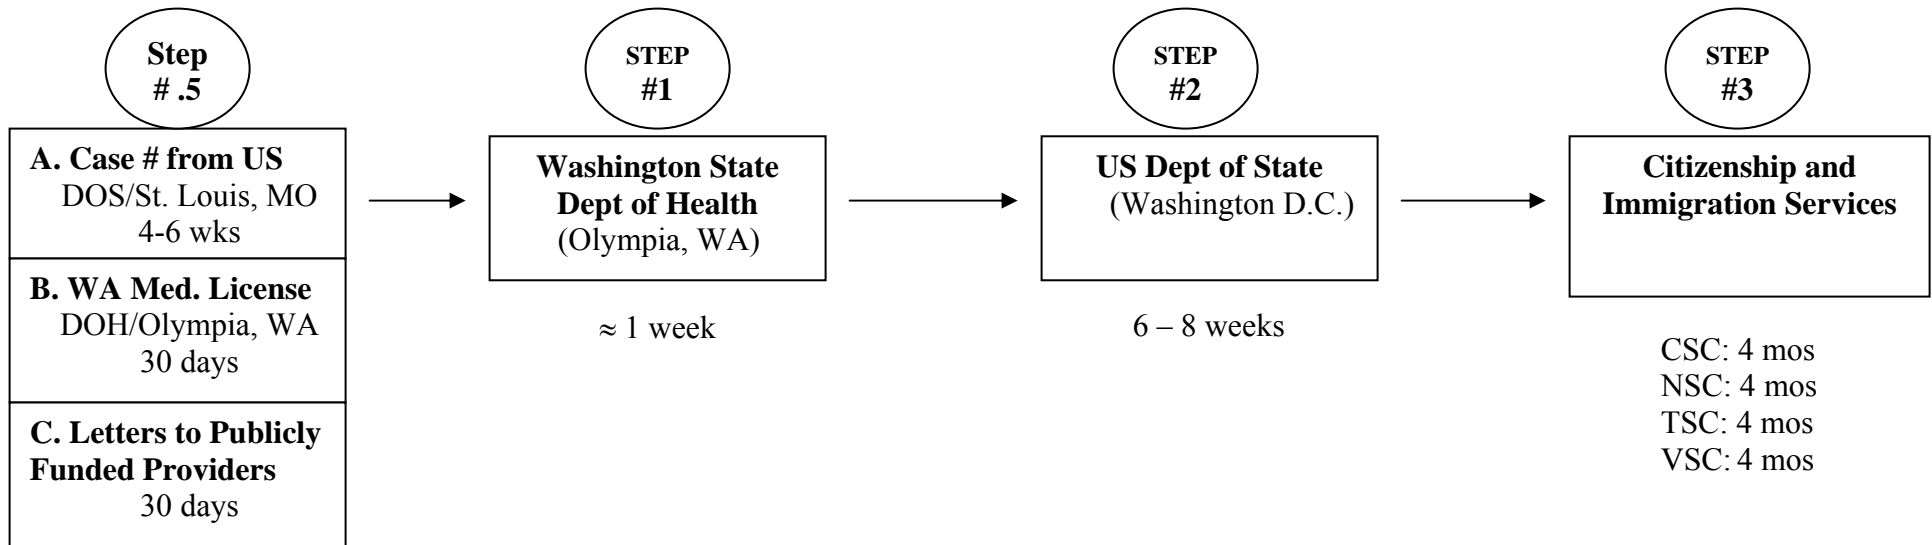 Step
# .5
A. Case # from US
DOS/St. Louis, MO
4-6 wks
B. WA Med. License
DOH/Olympia, WA
30 days
C. Letters to Publicly
Funded Providers
30 days
STEP
#1
Washington State
Dept of Health
(Olympia, WA)
≈ 1 week
STEP
#2
US Dept of State
(Washington D.C.)
6 – 8 weeks
STEP
#3
Citizenship and
Immigration Services
CSC: 4 mos
NSC: 4 mos
TSC: 4 mos
VSC: 4 mos